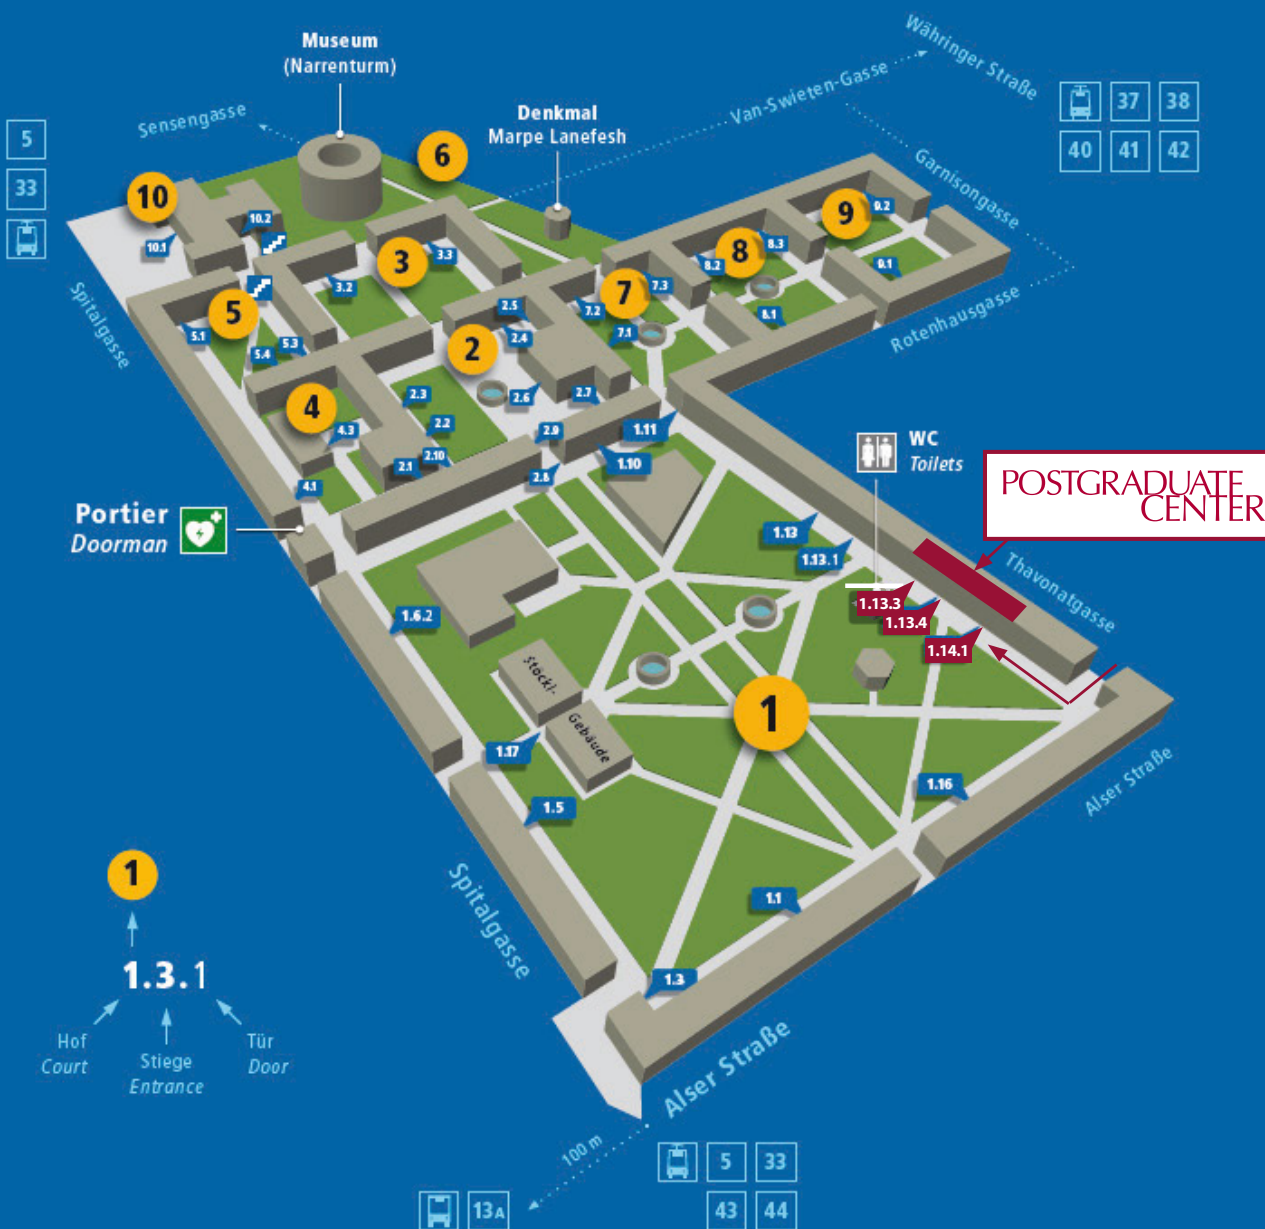 Museum
(Narrenturm)
Denkmal
Marpe Lanefesh
Sensengasse
Van-Swieten-Gasse
Währinger Straße
Garnisongasse
Rotenhausgasse
37
38
40
41
42
5
33
10
6
10.2
10.1
3
3.3
3.2
9
9.2
9.1
8
8.3
8.2
8.1
7
7.3
7.2
7.1
5
5.1
5.3
5.4
2
2.5
2.4
2.3
2.6
2.7
2.2
2.9
2.10
2.1
2.8
4
4.3
4.1
1.11
1.10
Spitalgasse
Portier
Doorman
WC
Toilets
POSTGRADUATE
CENTER
Thavonatgasse
1.13
1.13.1
1.13.3
1.13.4
1.14.1
1.6.2
Stöckl-
Gebäude
1
1.17
1.5
1.16
1.1
1.3
Alser Straße
Spitalgasse
Alser Straße
1
1.3.1
Hof
Court
Stiege
Entrance
Tür
Door
100 m
13A
5
33
43
44